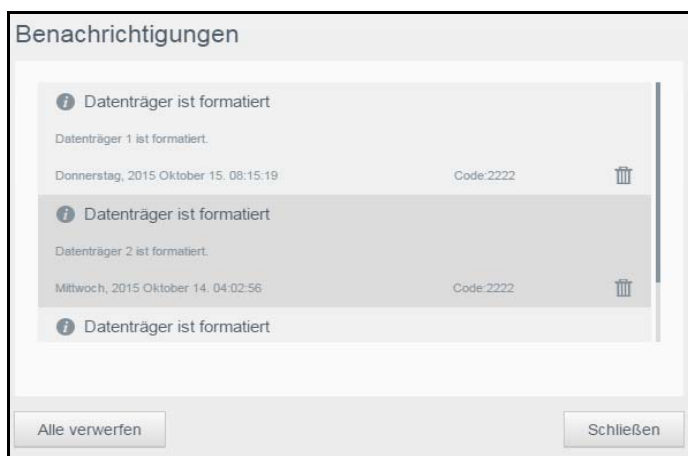 Benachrichtigungen
Datenträger ist formatiert
Datenträger 1 ist formatiert.
Donnerstag, 2015 Oktober 15. 08:15:19 Code:2222
Datenträger ist formatiert
Datenträger 2 ist formatiert.
Mittwoch, 2015 Oktober 14. 04:02:56 Code:2222
Datenträger ist formatiert
Alle verwerfen Schließen